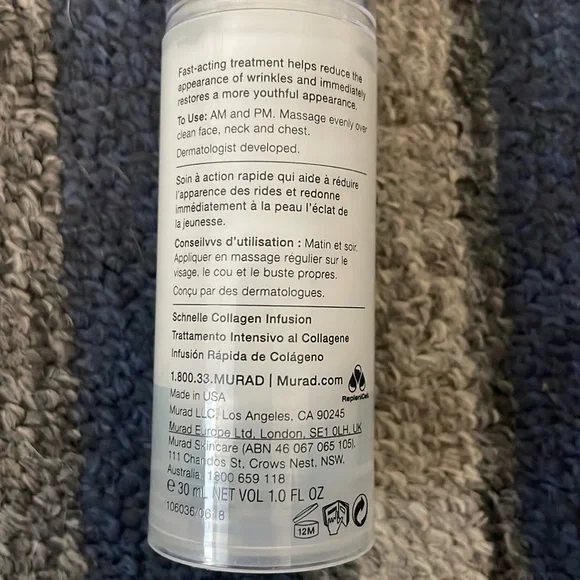 Fast-acting treatment helps reduce the
appearance of wrinkles and immediately
restores a more youthful appearance.
To Use: AM and PM. Massage evenly over
clean face, neck and chest.
Dermatologist developed.
Soin à action rapide qui aide à réduire
l'apparence des rides et redonne
immédiatement à la peau l'éclat de
la jeunesse.
Conseilvvs d'utilisation : Matin et soir.
Appliquer en massage régulier sur le
visage, le cou et le buste propres.
Conçu par des dermatologues.
Schnelle Collagen Infusion
Trattamento Intensivo al Collagene
Infusión Rápida de Colágeno
1.800.33.MURAD | Murad.com
RepleniCell
Made in USA
Murad LLC, Los Angeles, CA 90245
Murad Europe Ltd, London, SE1 0LH, UK
Murad Skincare (ABN 46 067 065 105),
111 Chandos St, Crows Nest, NSW,
Australia, 1800 659 118
℮ 30 mL NET VOL 1.0 FL OZ
106036/0618
12M